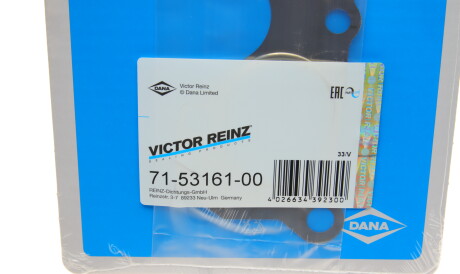 DANA
Victor Reinz
© Dana Limited
EAC
VICTOR REINZ
33/V
71-53161-00
REINZ-Dichtungs-GmbH
Reinzstr. 3-7 89233 Neu-Ulm Germany
4 026634 392300
DANA